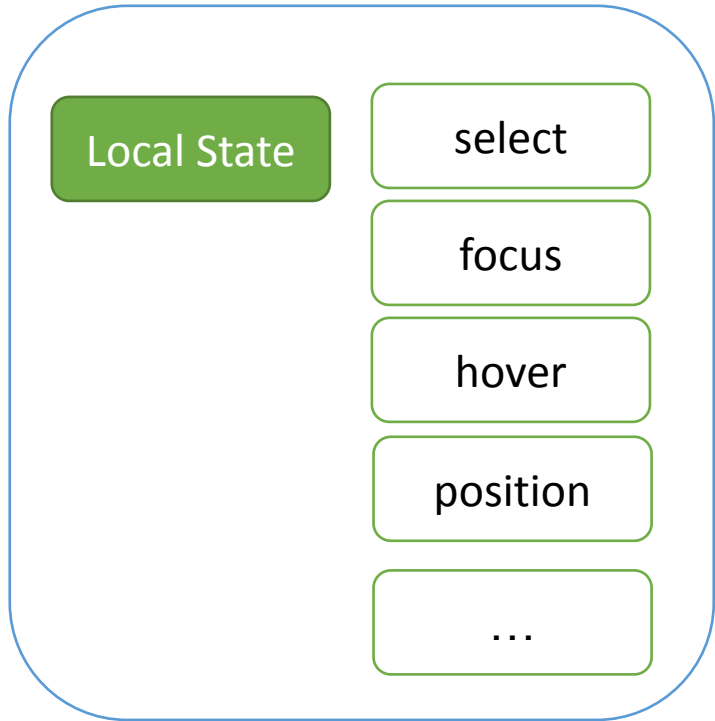 Local State
select
focus
hover
position
…